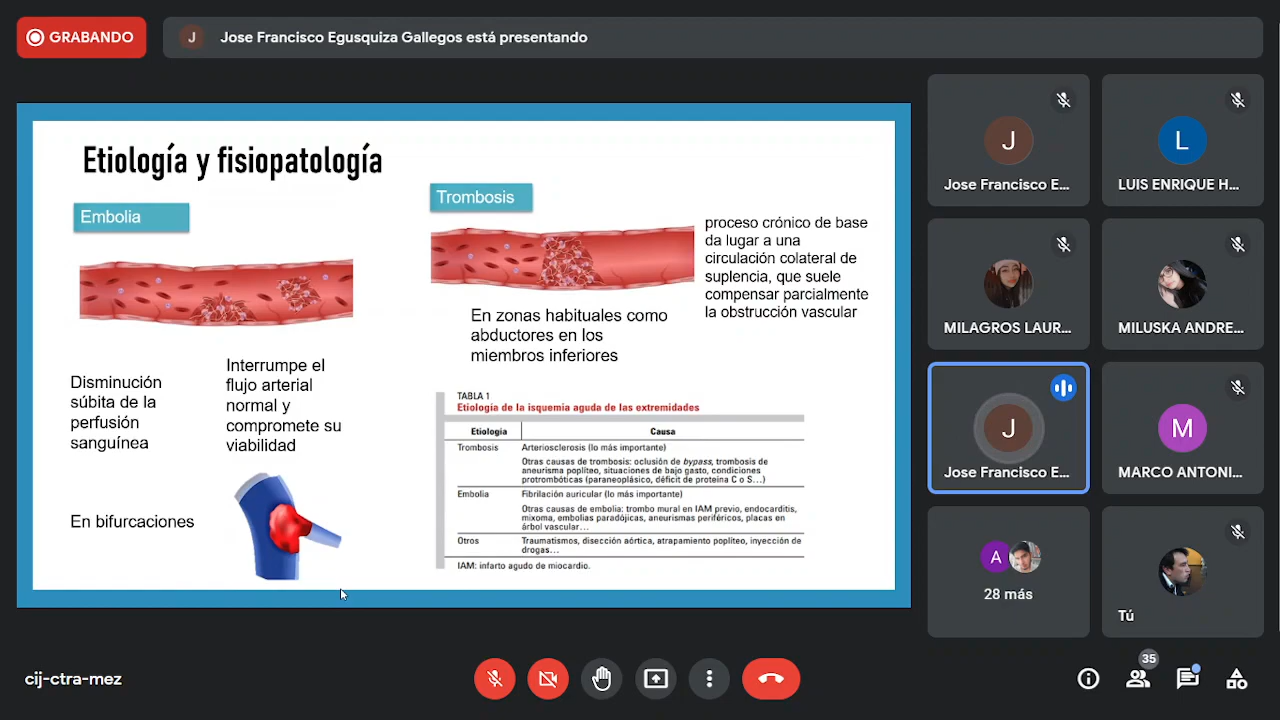 GRABANDO
J
Jose Francisco Egusquiza Gallegos está presentando
Etiología y fisiopatología
Embolia
Disminución
súbita de la
perfusión
sanguínea
Interrumpe el
flujo arterial
normal y
compromete su
viabilidad
En bifurcaciones
Trombosis
proceso crónico de base
da lugar a una
circulación colateral de
suplencia, que suele
compensar parcialmente
la obstrucción vascular
En zonas habituales como
abductores en los
miembros inferiores
TABLA 1
Etiología de la isquemia aguda de las extremidades
Etiología Causa
Trombosis Arteriosclerosis (lo más importante)
Otras causas de trombosis: oclusión de bypass, trombosis de
aneurisma poplíteo, situaciones de bajo gasto, condiciones
protrombóticas (paraneoplásico, déficit de proteína C o S...)
Embolia Fibrilación auricular (lo más importante)
Otras causas de embolia: trombo mural en IAM previo, endocarditis,
mixoma, embolias paradójicas, aneurismas periféricos, placas en
árbol vascular...
Otros Traumatismos, disección aórtica, atrapamiento poplíteo, inyección de
drogas...
IAM: infarto agudo de miocardio.
J
Jose Francisco E...
L
LUIS ENRIQUE H...
MILAGROS LAUR...
MILUSKA ANDRE...
J
Jose Francisco E...
M
MARCO ANTONI...
A
28 más
Tú
cij-ctra-mez
35